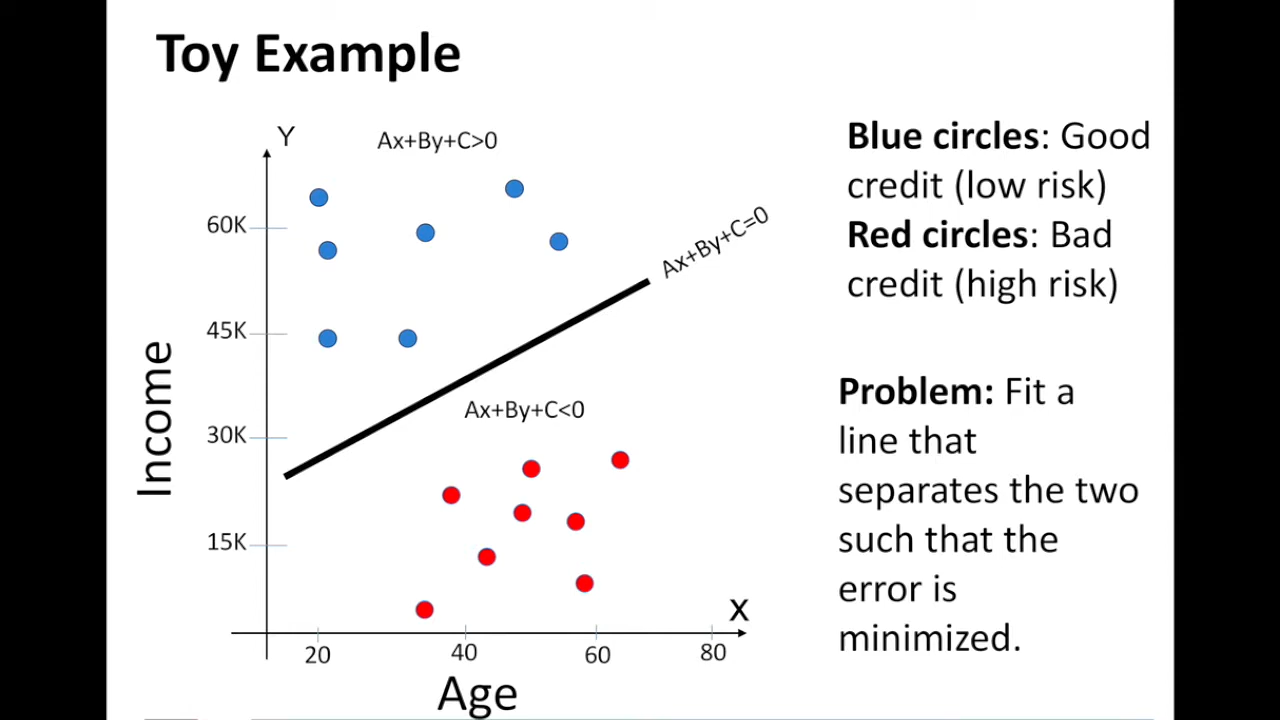 Toy Example
Y
Ax+By+C>0
60K
45K
30K
15K
Income
Ax+By+C=0
Ax+By+C<0
X
20
40
60
80
Age
Blue circles: Good
credit (low risk)
Red circles: Bad
credit (high risk)
Problem: Fit a
line that
separates the two
such that the
error is
minimized.